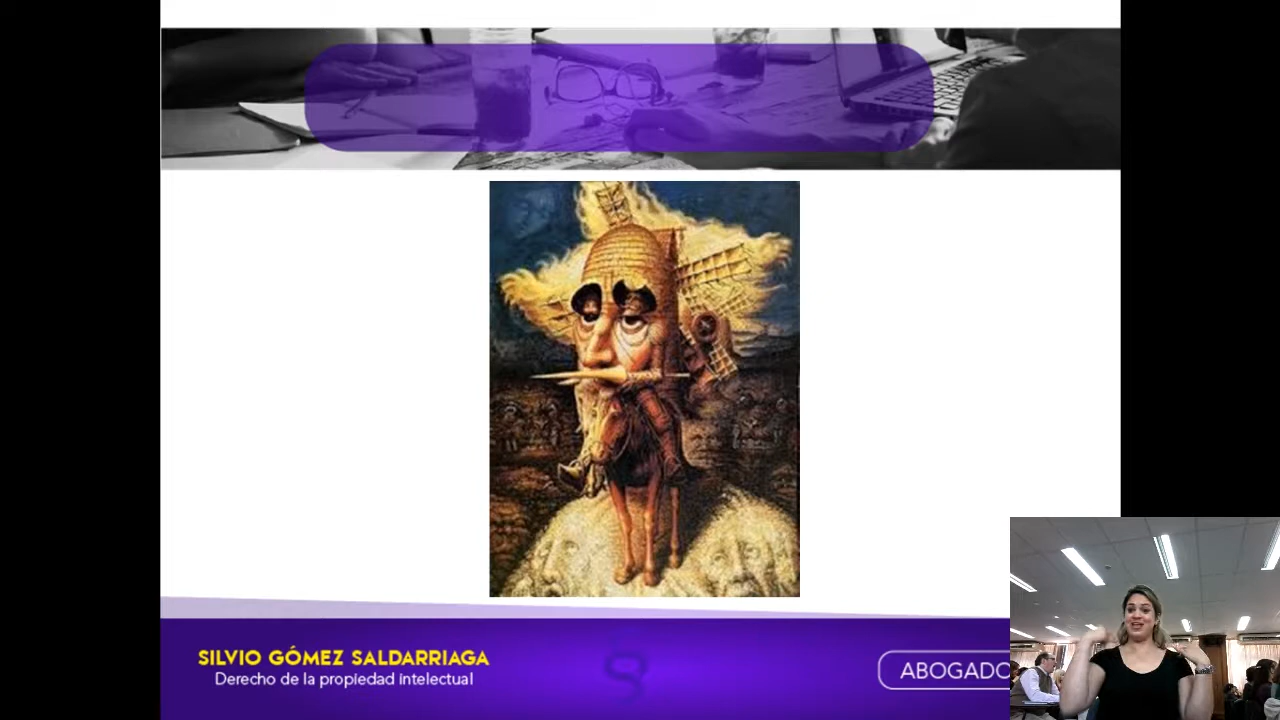 SILVIO GÓMEZ SALDARRIAGA
Derecho de la propiedad intelectual
ABOGADO